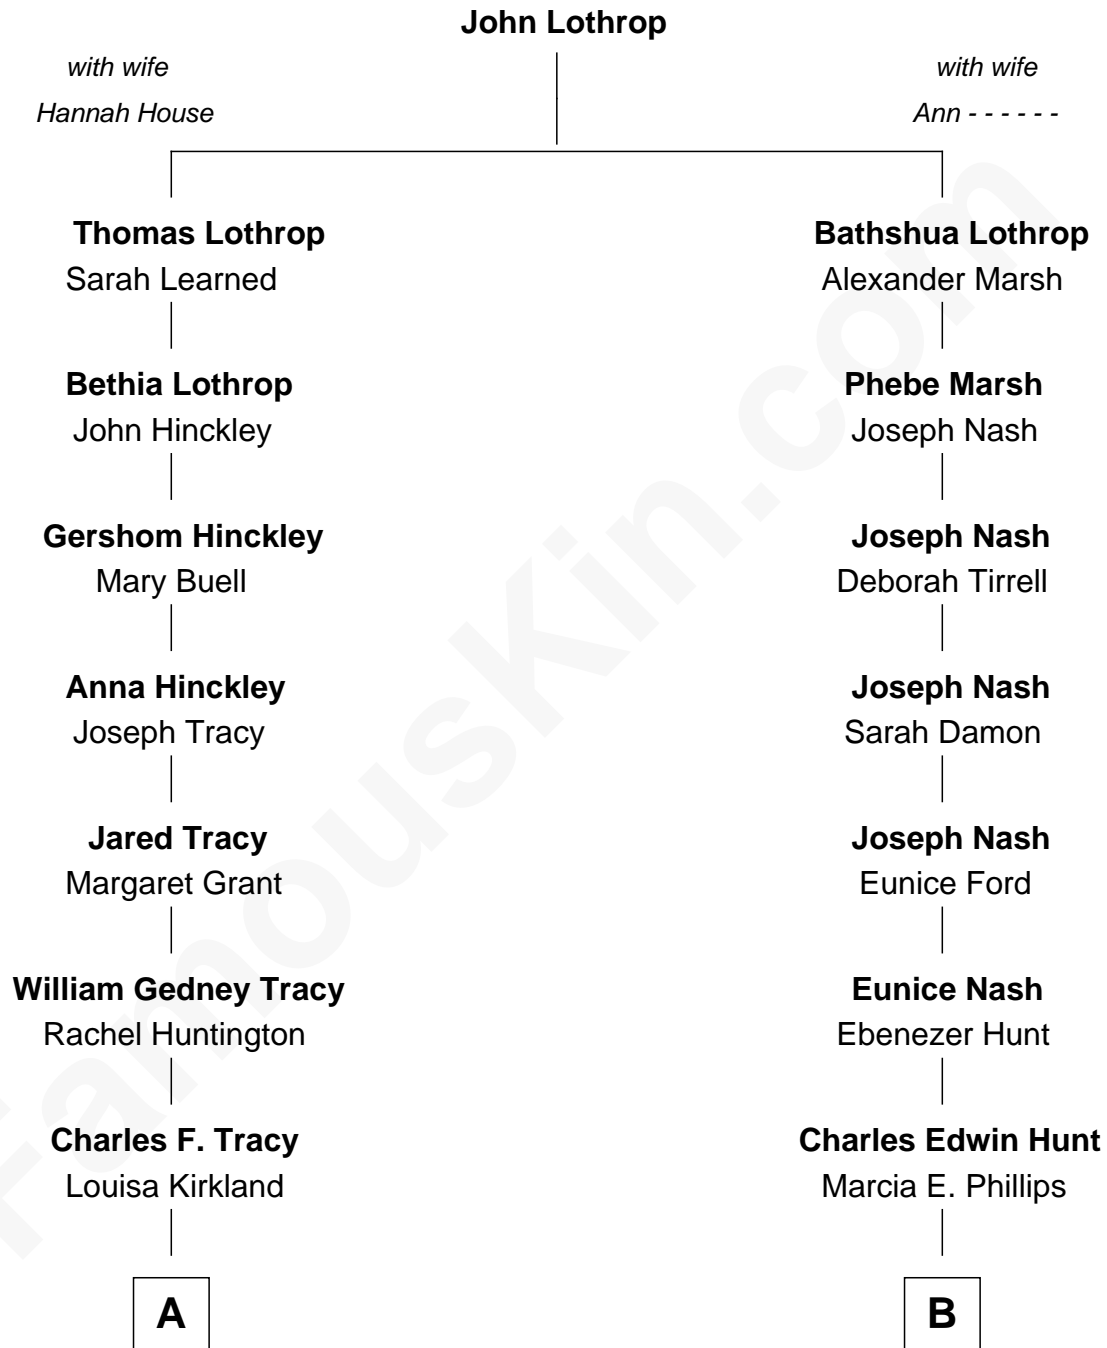 John Lothrop
with wife
Hannah House
with wife
Ann - - - - - -
Thomas Lothrop
Sarah Learned
Bathshua Lothrop
Alexander Marsh
Bethia Lothrop
John Hinckley
Phebe Marsh
Joseph Nash
Gershom Hinckley
Mary Buell
Joseph Nash
Deborah Tirrell
Anna Hinckley
Joseph Tracy
Joseph Nash
Sarah Damon
Jared Tracy
Margaret Grant
Joseph Nash
Eunice Ford
William Gedney Tracy
Rachel Huntington
Eunice Nash
Ebenezer Hunt
Charles F. Tracy
Louisa Kirkland
Charles Edwin Hunt
Marcia E. Phillips
A
B
FamousKin.com